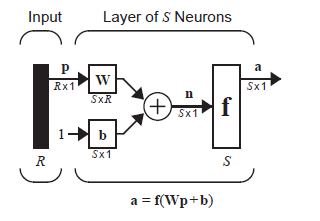 Input Layer of S Neurons
p a
Rx1 W n Sx1
SxR + Sx1 f
1 b
Sx1
R S
a = f(Wp+b)